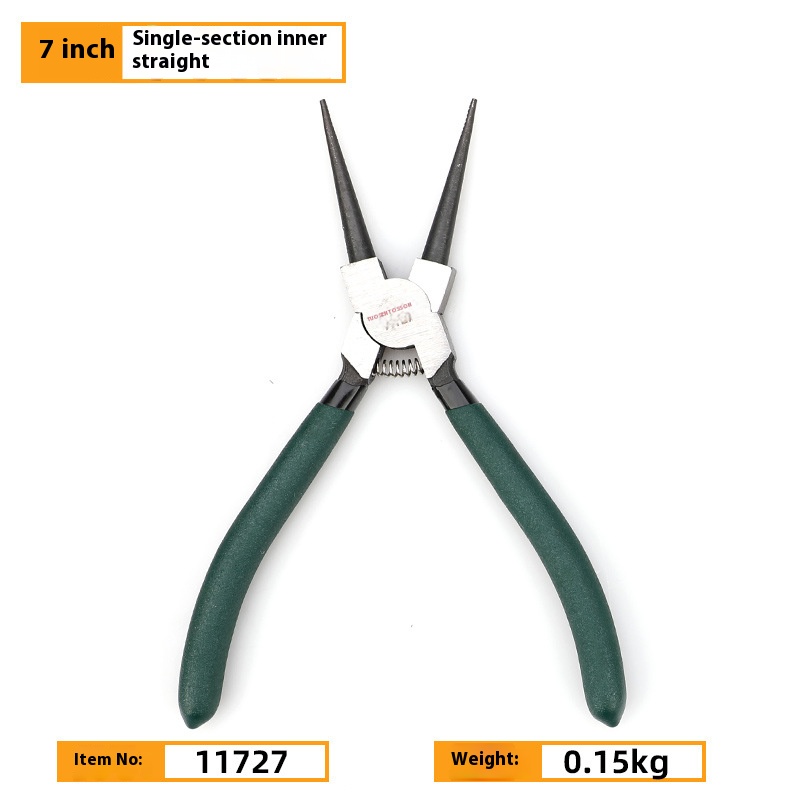 7 inch
Single-section inner
straight
Item No:
11727
Weight:
0.15kg